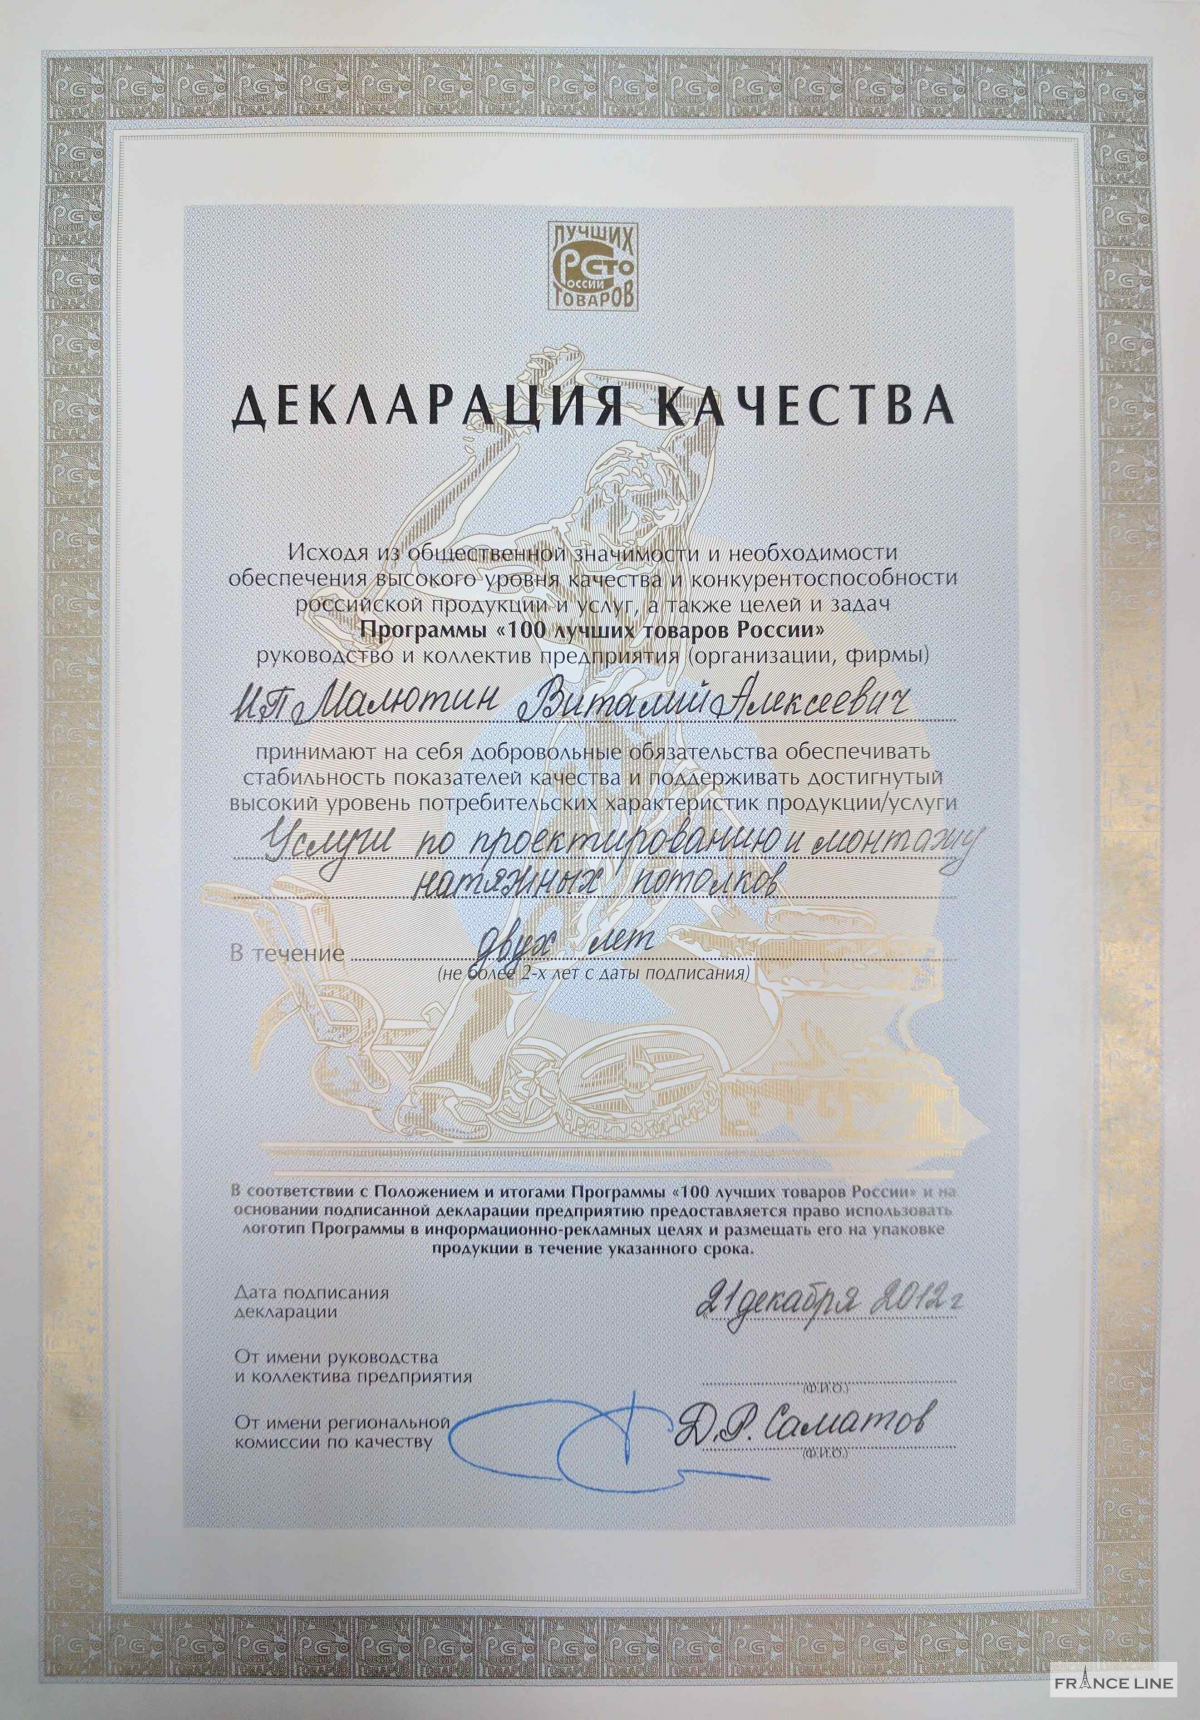 ЛУЧШИХ
СТО
РОССИИ
ТОВАРОВ
ДЕКЛАРАЦИЯ КАЧЕСТВА
Исходя из общественной значимости и необходимости
обеспечения высокого уровня качества и конкурентоспособности
российской продукции и услуг, а также целей и задач
Программы «100 лучших товаров России»
руководство и коллектив предприятия (организации, фирмы)
ИП Малютин Виталий Алексеевич
принимают на себя добровольные обязательства обеспечивать
стабильность показателей качества и поддерживать достигнутый
высокий уровень потребительских характеристик продукции/услуги
Услуги по проектированию и монтажу
натяжных потолков
В течение двух лет
(не более 2-х лет с даты подписания)
В соответствии с Положением и итогами Программы «100 лучших товаров России» и на
основании подписанной декларации предприятию предоставляется право использовать
логотип Программы в информационно-рекламных целях и размещать его на упаковке
продукции в течение указанного срока.
Дата подписания
декларации
21 декабря 2012г
От имени руководства
и коллектива предприятия
(Ф.И.О.)
От имени региональной
комиссии по качеству
Д.Р. Саматов
(Ф.И.О.)
FRANCE LINE